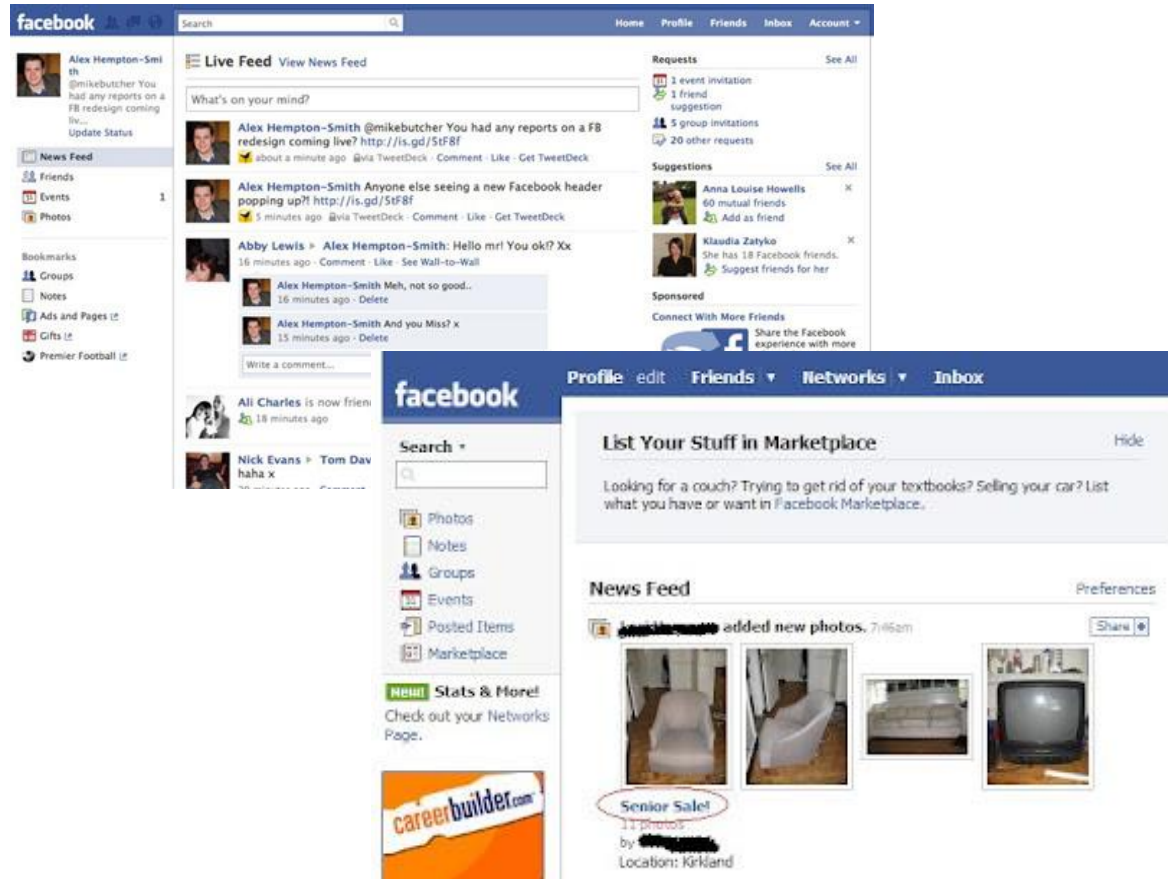 facebook
Search
Home Profile Friends Inbox Account
Alex Hempton-Smi
th
@mikebutcher You
had any reports on a
FB redesign coming
liv...
Update Status
News Feed
Friends
Events 1
Photos
Bookmarks
Groups
Notes
Ads and Pages
Gifts
Premier Football
Live Feed View News Feed
What's on your mind?
Alex Hempton-Smith @mikebutcher You had any reports on a FB
redesign coming live? http://is.gd/5tF8f
about a minute ago via TweetDeck · Comment · Like · Get TweetDeck
Alex Hempton-Smith Anyone else seeing a new Facebook header
popping up?! http://is.gd/5tF8f
5 minutes ago via TweetDeck · Comment · Like · Get TweetDeck
Abby Lewis Alex Hempton-Smith: Hello mr! You ok!? Xx
16 minutes ago · Comment · Like · See Wall-to-Wall
Alex Hempton-Smith Meh, not so good..
16 minutes ago · Delete
Alex Hempton-Smith And you Miss? x
15 minutes ago · Delete
Write a comment...
Ali Charles is now frien
18 minutes ago
Nick Evans Tom Dav
haha x
Requests See All
1 event invitation
1 friend
suggestion
5 group invitations
20 other requests
Suggestions See All
Anna Louise Howells
60 mutual friends
Add as friend
Klaudia Zatyko
She has 18 Facebook friends.
Suggest friends for her
Sponsored
Connect With More Friends
Share the Facebook
experience with more
facebook
Profile edit Friends Networks Inbox
Search
Photos
Notes
Groups
Events
Posted Items
Marketplace
New! Stats & More!
Check out your Networks
Page.
careerbuilder.com
List Your Stuff in Marketplace Hide
Looking for a couch? Trying to get rid of your textbooks? Selling your car? List
what you have or want in Facebook Marketplace.
News Feed Preferences
added new photos. 7:46am Share
Senior Sale!
11 photos
by
Location: Kirkland